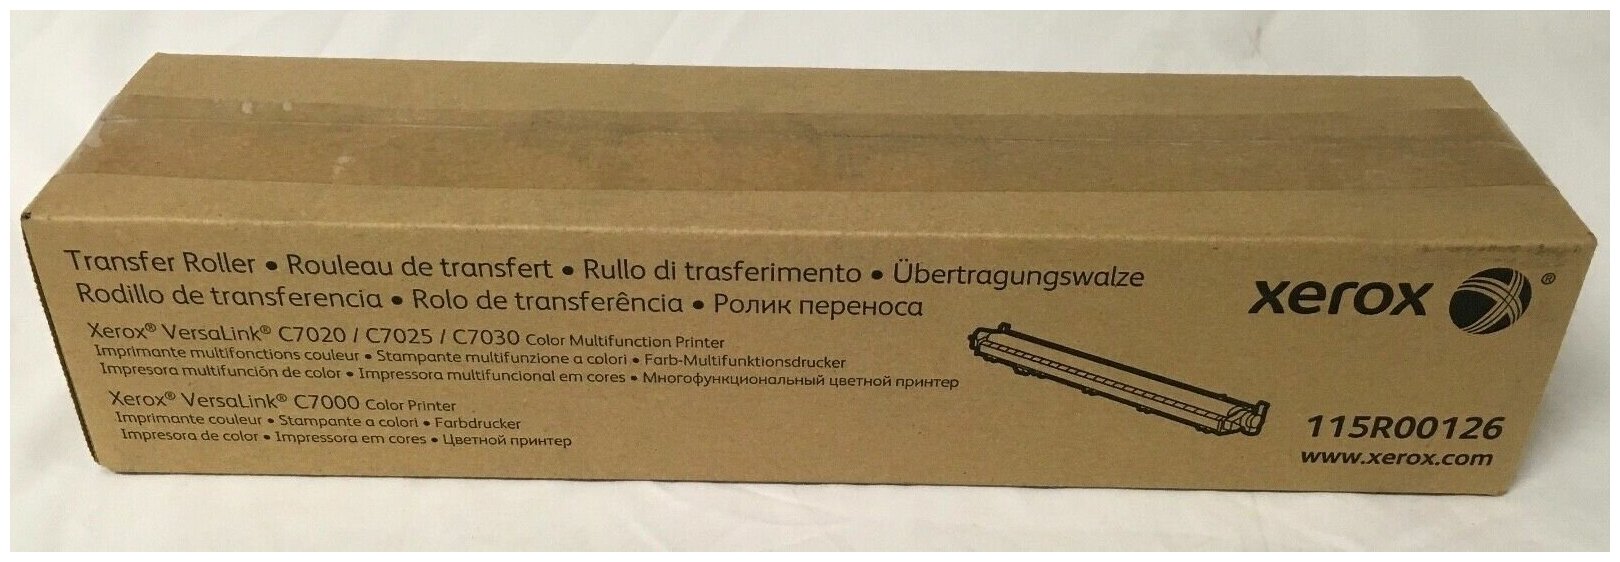 Transfer Roller • Rouleau de transfert • Rullo di trasferimento • Übertragungswalze
Rodillo de transferencia • Rolo de transferência • Ролик переноса
Xerox® VersaLink® C7020 / C7025 / C7030 Color Multifunction Printer
Imprimante multifonctions couleur • Stampante multifunzione a colori • Farb-Multifunktionsdrucker
Impresora multifunción de color • Impressora multifuncional em cores • Многофункциональный цветной принтер
Xerox® VersaLink® C7000 Color Printer
Imprimante couleur • Stampante a colori • Farbdrucker
Impresora de color • Impressora em cores • Цветной принтер
xerox ®
115R00126
www.xerox.com